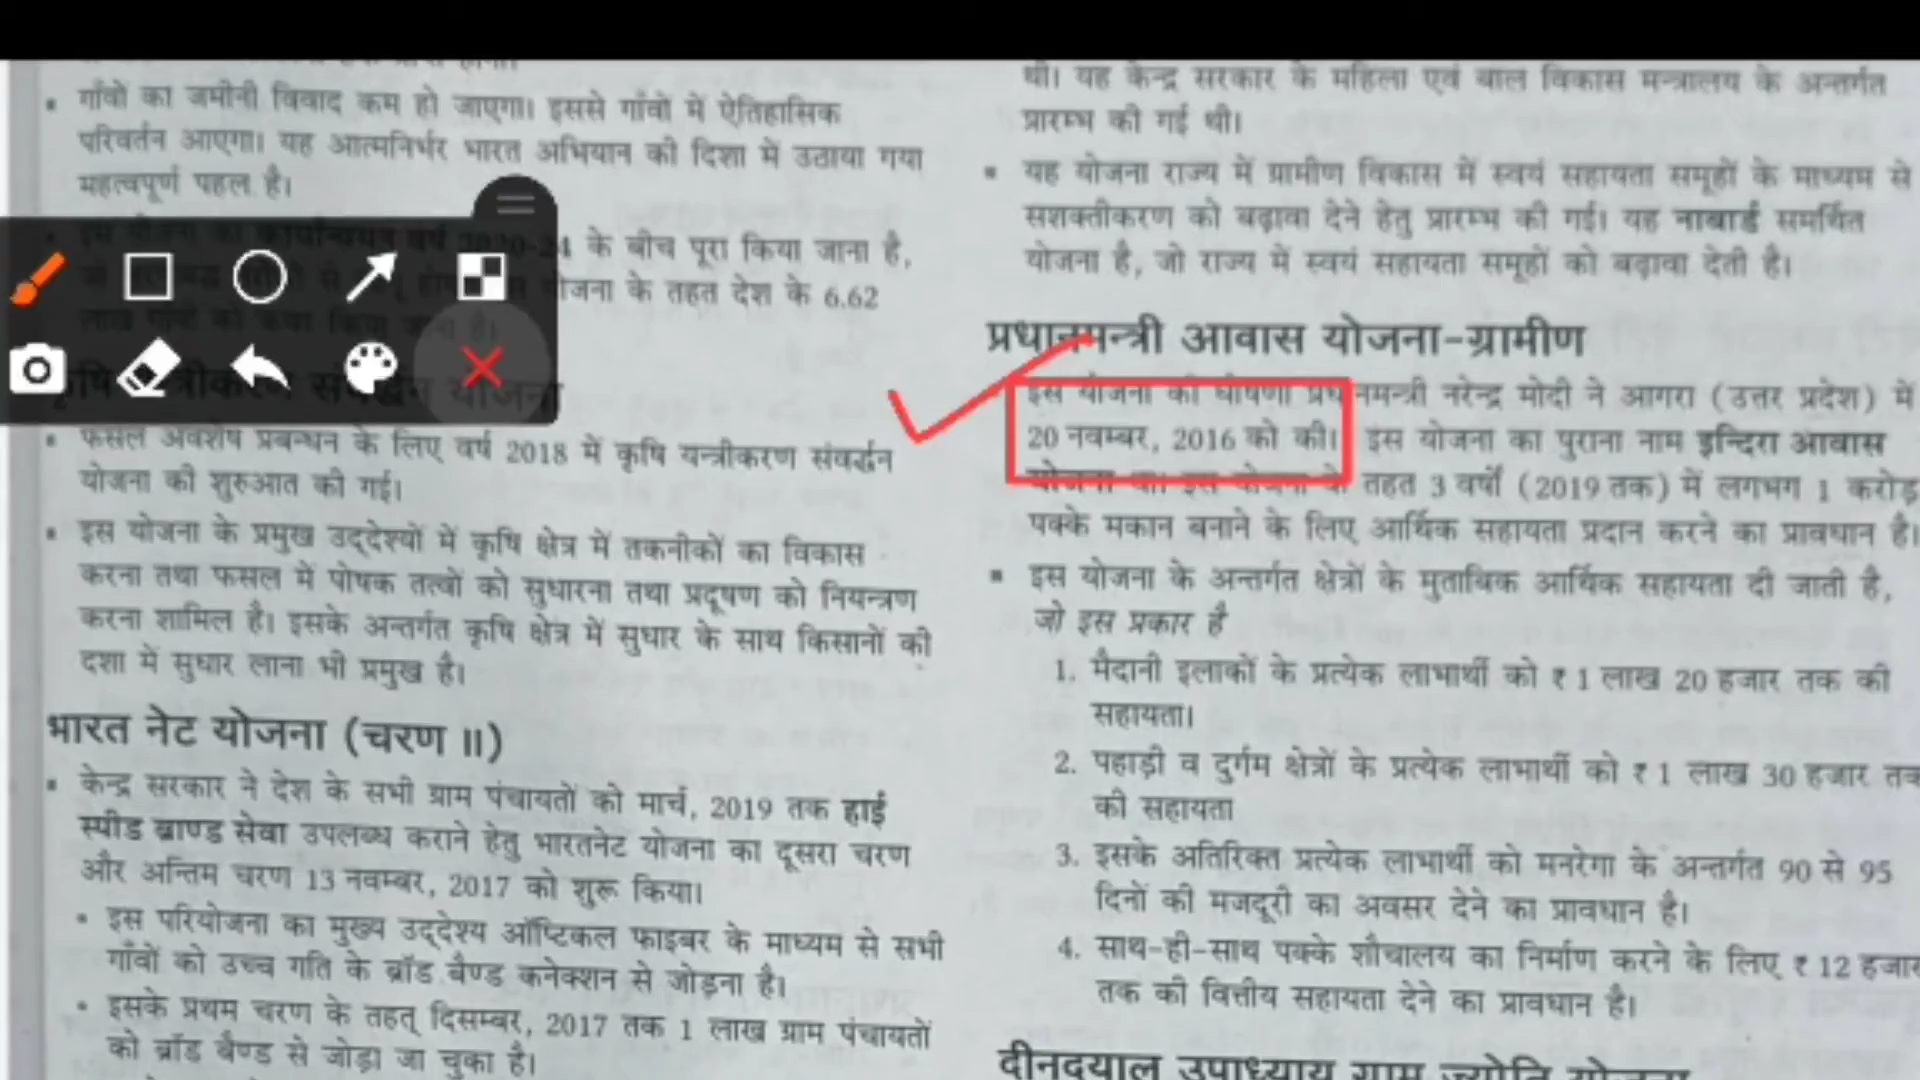 गाँवों का जमीनी विवाद कम हो जाएगा। इससे गाँवों में ऐतिहासिक
परिवर्तन आएगा। यह आत्मनिर्भर भारत अभियान की दिशा में उठाया गया
महत्वपूर्ण पहल है।
के बीच पूरा किया जाना है,
योजना के तहत देश के 6.62
फसल अवशेष प्रबन्धन के लिए वर्ष 2018 में कृषि यन्त्रीकरण संवर्द्धन
योजना की शुरुआत की गई।
इस योजना के प्रमुख उद्देश्यों में कृषि क्षेत्र में तकनीकों का विकास
करना तथा फसल में पोषक तत्वों को सुधारना तथा प्रदूषण को नियन्त्रण
करना शामिल है। इसके अन्तर्गत कृषि क्षेत्र में सुधार के साथ किसानों की
दशा में सुधार लाना भी प्रमुख है।
भारत नेट योजना (चरण II)
केन्द्र सरकार ने देश के सभी ग्राम पंचायतों को मार्च, 2019 तक हाई
स्पीड ब्राण्ड सेवा उपलब्ध कराने हेतु भारतनेट योजना का दूसरा चरण
और अन्तिम चरण 13 नवम्बर, 2017 को शुरू किया।
इस परियोजना का मुख्य उद्देश्य ऑप्टिकल फाइबर के माध्यम से सभी
गाँवों को उच्च गति के ब्रॉड बैण्ड कनेक्शन से जोड़ना है।
इसके प्रथम चरण के तहत् दिसम्बर, 2017 तक 1 लाख ग्राम पंचायतों
को ब्रॉड बैण्ड से जोड़ा जा चुका है।
थी। यह केन्द्र सरकार के महिला एवं बाल विकास मन्त्रालय के अन्तर्गत
प्रारम्भ की गई थी।
यह योजना राज्य में ग्रामीण विकास में स्वयं सहायता समूहों के माध्यम से
सशक्तीकरण को बढ़ावा देने हेतु प्रारम्भ की गई। यह नाबार्ड समर्थित
योजना है, जो राज्य में स्वयं सहायता समूहों को बढ़ावा देती है।
प्रधानमन्त्री आवास योजना-ग्रामीण
इस योजना की घोषणा प्रधानमन्त्री नरेन्द्र मोदी ने आगरा (उत्तर प्रदेश) में
20 नवम्बर, 2016 को की। इस योजना का पुराना नाम इन्दिरा आवास
योजना था। इस योजना के तहत 3 वर्षों (2019 तक) में लगभग 1 करोड़
पक्के मकान बनाने के लिए आर्थिक सहायता प्रदान करने का प्रावधान है।
इस योजना के अन्तर्गत क्षेत्रों के मुताबिक आर्थिक सहायता दी जाती है,
जो इस प्रकार है
1. मैदानी इलाकों के प्रत्येक लाभार्थी को ₹ 1 लाख 20 हजार तक की
सहायता।
2. पहाड़ी व दुर्गम क्षेत्रों के प्रत्येक लाभार्थी को ₹ 1 लाख 30 हजार तक
की सहायता
3. इसके अतिरिक्त प्रत्येक लाभार्थी को मनरेगा के अन्तर्गत 90 से 95
दिनों की मजदूरी का अवसर देने का प्रावधान है।
4. साथ-ही-साथ पक्के शौचालय का निर्माण करने के लिए ₹ 12 हजार
तक की वित्तीय सहायता देने का प्रावधान है।
दीनदयाल उपाध्याय ग्राम ज्योति योजना